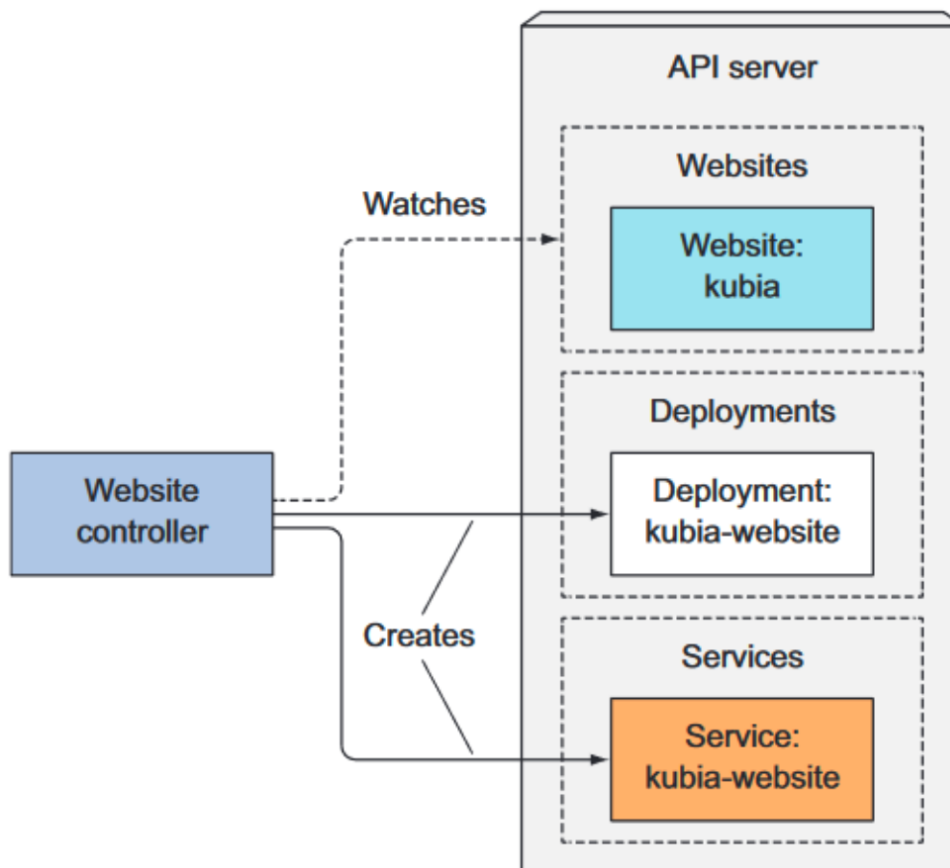 API server
Websites
Watches
Website:
kubia
Deployments
Website
controller
Deployment:
kubia-website
Creates
Services
Service:
kubia-website